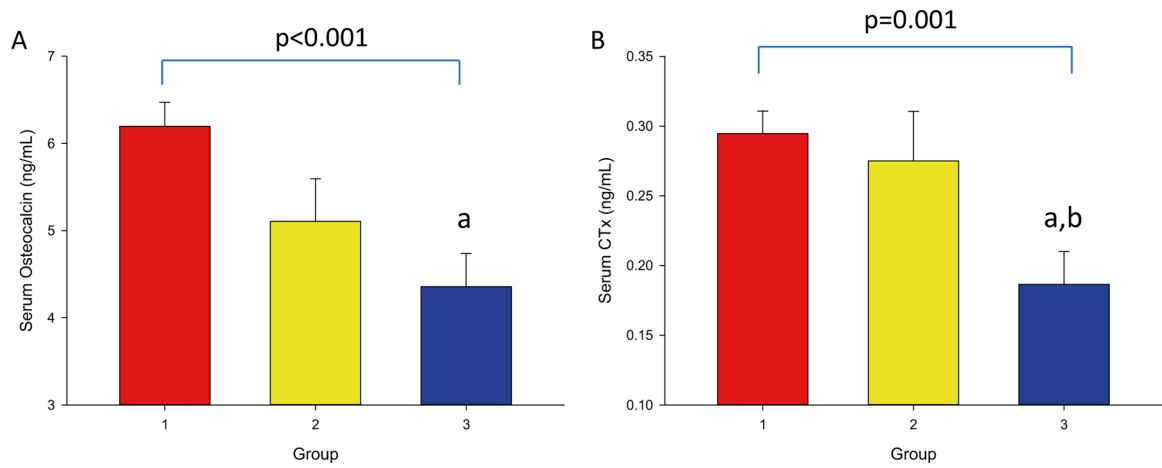 A
p<0.001
7
6
5
4
3
Serum Osteocalcin (ng/mL)
a
1 2 3
Group
B
p=0.001
0.35
0.30
0.25
0.20
0.15
0.10
Serum CTx (ng/mL)
a,b
1 2 3
Group